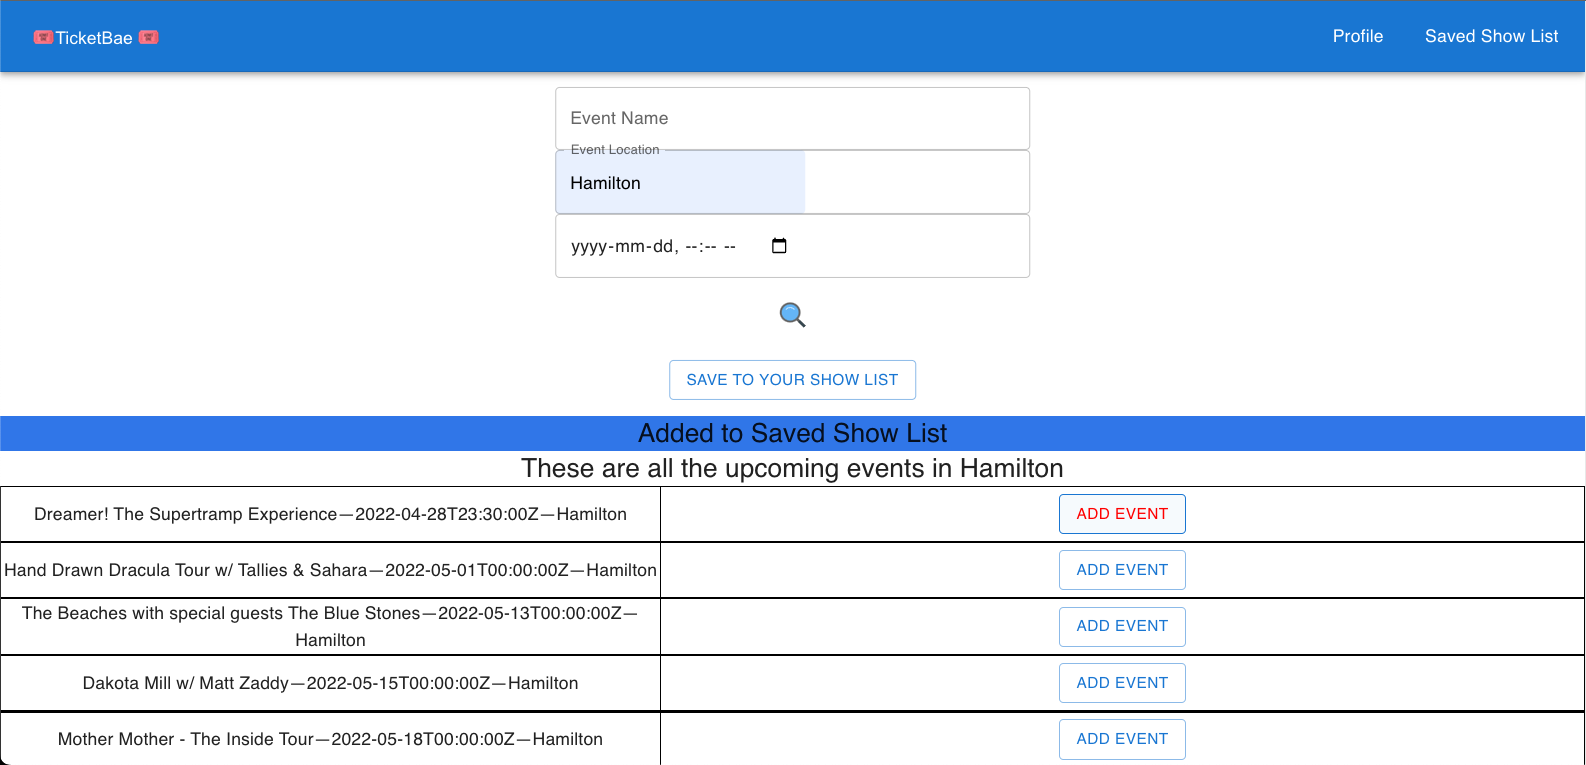 🎟️TicketBae 🎟️
Profile
Saved Show List
Event Name
Event Location
Hamilton
yyyy-mm-dd, --:-- --
SAVE TO YOUR SHOW LIST
Added to Saved Show List
These are all the upcoming events in Hamilton
Dreamer! The Supertramp Experience—2022-04-28T23:30:00Z—Hamilton
ADD EVENT
Hand Drawn Dracula Tour w/ Tallies & Sahara—2022-05-01T00:00:00Z—Hamilton
ADD EVENT
The Beaches with special guests The Blue Stones—2022-05-13T00:00:00Z—
Hamilton
ADD EVENT
Dakota Mill w/ Matt Zaddy—2022-05-15T00:00:00Z—Hamilton
ADD EVENT
Mother Mother - The Inside Tour—2022-05-18T00:00:00Z—Hamilton
ADD EVENT